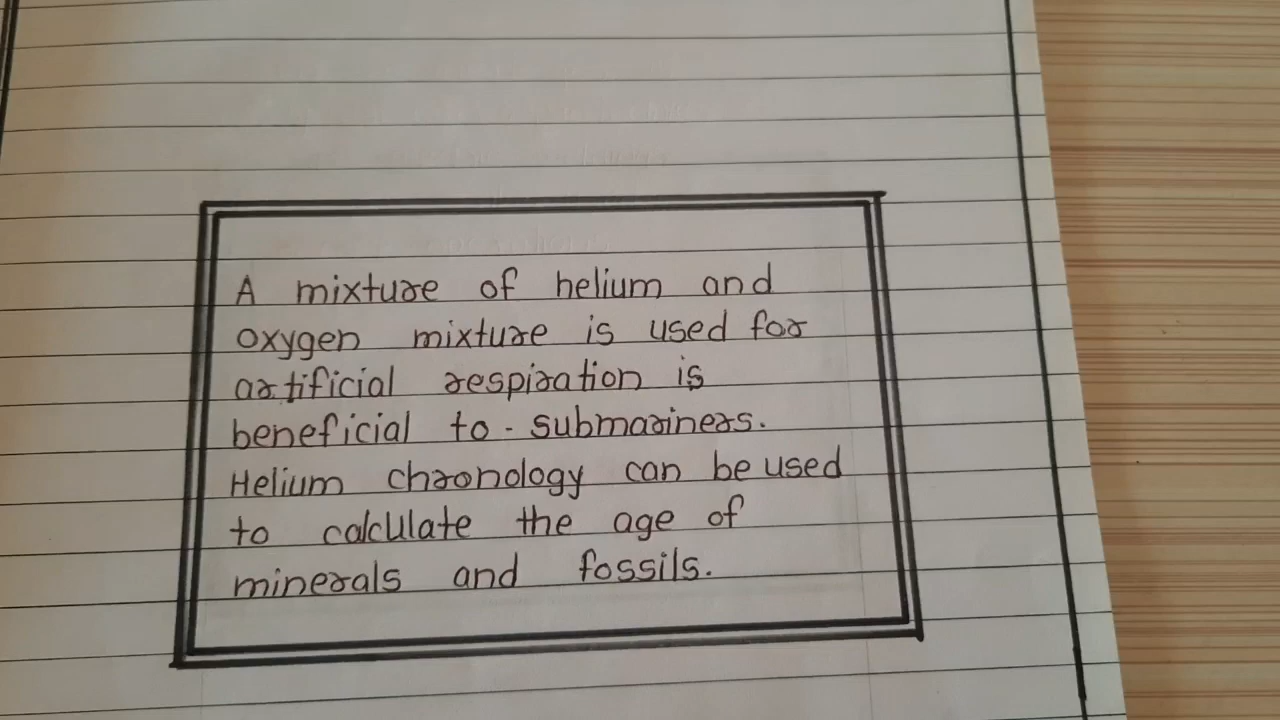 A mixture of helium and
oxygen mixture is used for
artificial respiration is
beneficial to - submariners.
Helium chronology can be used
to calculate the age of
minerals and fossils.